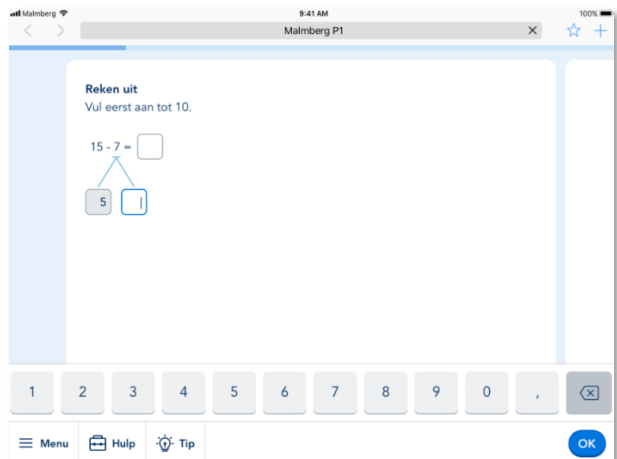 Malmberg 9:41 AM 100%
Malmberg P1
Reken uit
Vul eerst aan tot 10.
15 - 7 =
5
1 2 3 4 5 6 7 8 9 0 ,
Menu Hulp Tip OK